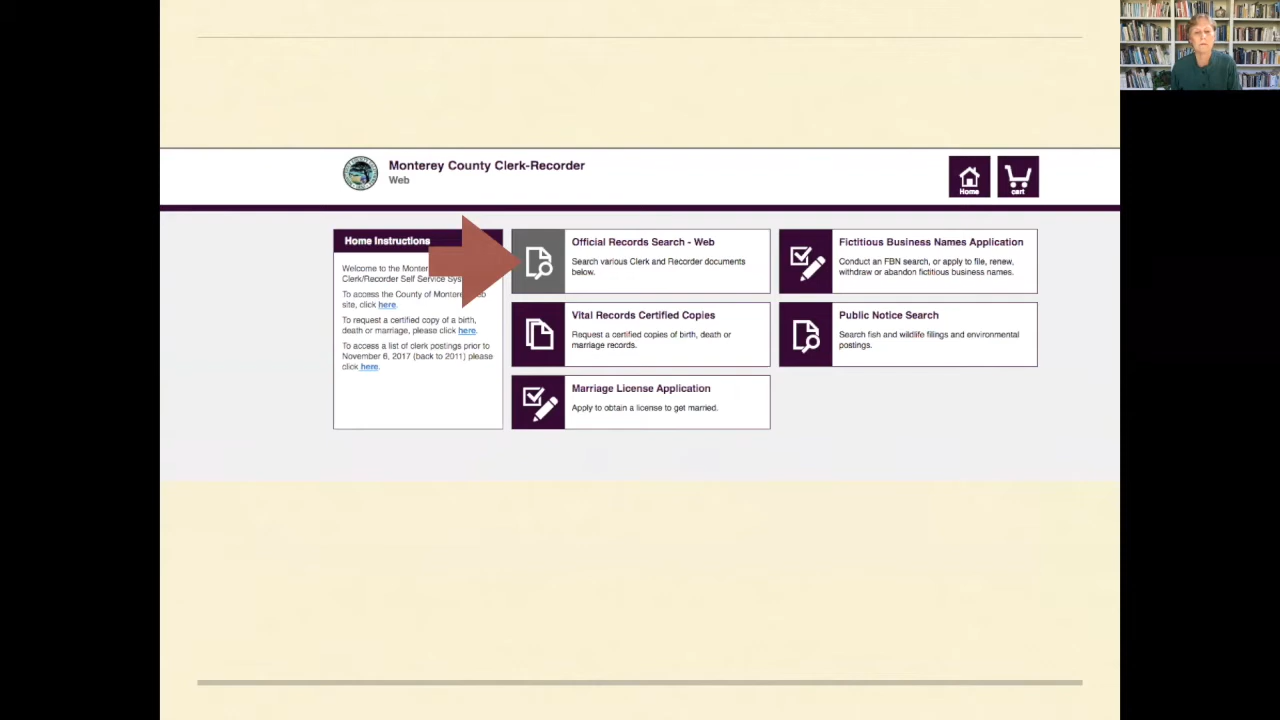 Monterey County Clerk-Recorder
Web
Home
cart
Home Instructions
Welcome to the Monter
Clerk/Recorder Self Service Sys
To access the County of Monterey eb
site, click here.
To request a certified copy of a birth,
death or marriage, please click here.
To access a list of clerk postings prior to
November 6, 2017 (back to 2011) please
click here.
Official Records Search - Web
Search various Clerk and Recorder documents
below.
Vital Records Certified Copies
Request a certified copies of birth, death or
marriage records.
Marriage License Application
Apply to obtain a license to get married.
Fictitious Business Names Application
Conduct an FBN search, or apply to file, renew,
withdraw or abandon fictitious business names.
Public Notice Search
Search fish and wildlife filings and environmental
postings.